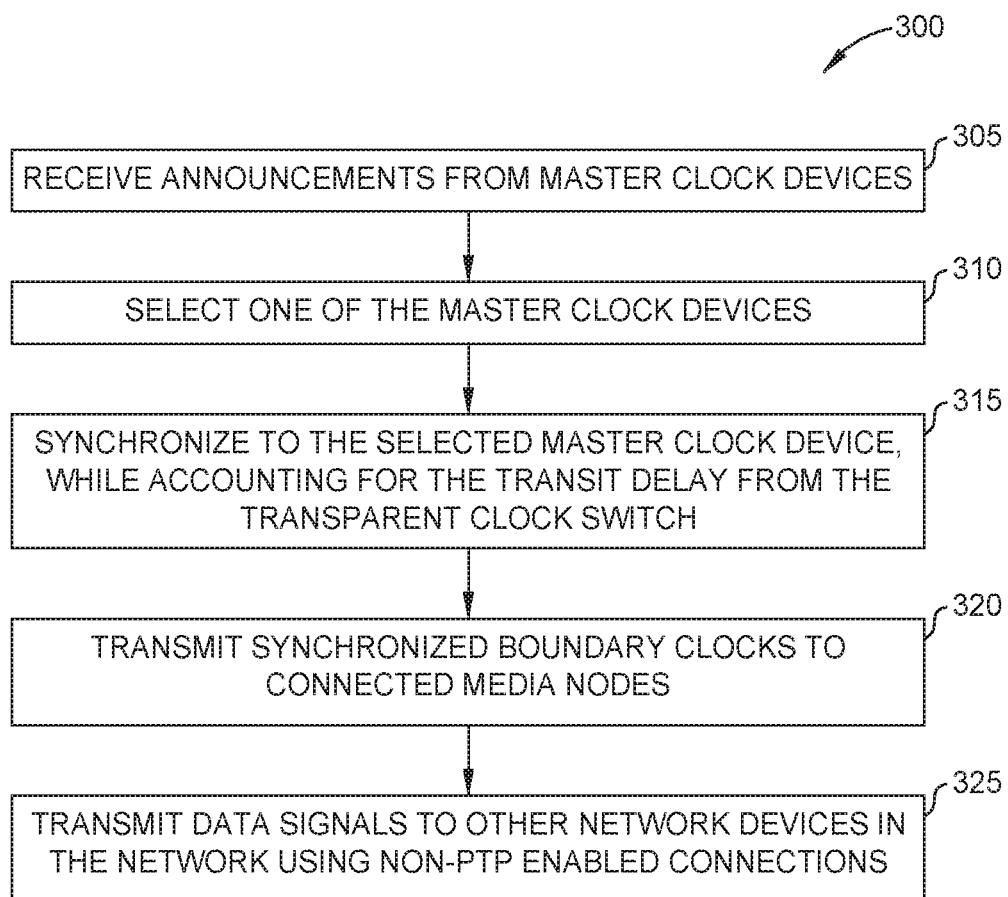 300
305
RECEIVE ANNOUNCEMENTS FROM MASTER CLOCK DEVICES
310
SELECT ONE OF THE MASTER CLOCK DEVICES
315
SYNCHRONIZE TO THE SELECTED MASTER CLOCK DEVICE,
WHILE ACCOUNTING FOR THE TRANSIT DELAY FROM THE
TRANSPARENT CLOCK SWITCH
320
TRANSMIT SYNCHRONIZED BOUNDARY CLOCKS TO
CONNECTED MEDIA NODES
325
TRANSMIT DATA SIGNALS TO OTHER NETWORK DEVICES IN
THE NETWORK USING NON-PTP ENABLED CONNECTIONS